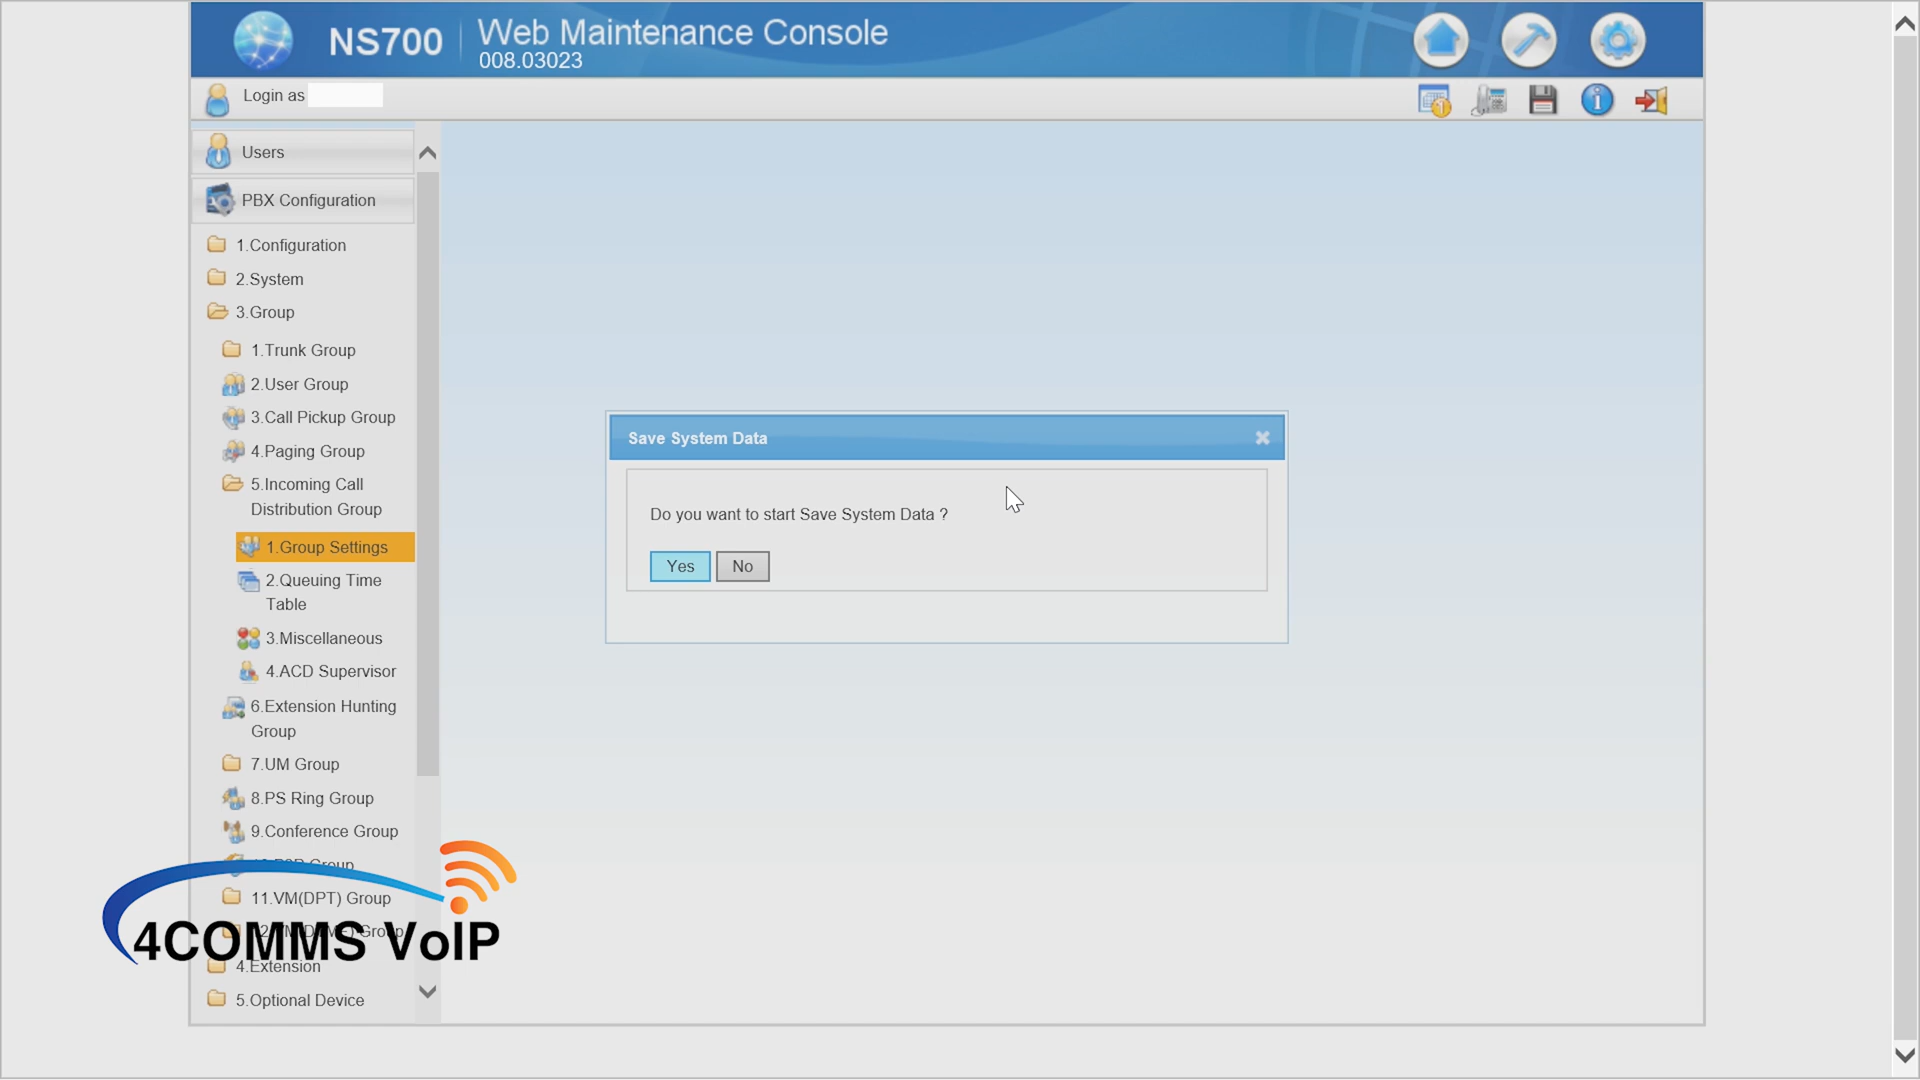 NS700
Web Maintenance Console
008.03023
Login as
Users
PBX Configuration
1.Configuration
2.System
3.Group
1.Trunk Group
2.User Group
3.Call Pickup Group
4.Paging Group
5.Incoming Call
Distribution Group
1.Group Settings
2.Queuing Time
Table
3.Miscellaneous
4.ACD Supervisor
6.Extension Hunting
Group
7.UM Group
8.PS Ring Group
9.Conference Group
Group
11.VM(DPT) Group
Group
4COMMS VoIP
4.Extension
5.Optional Device
Save System Data
Do you want to start Save System Data ?
Yes
No